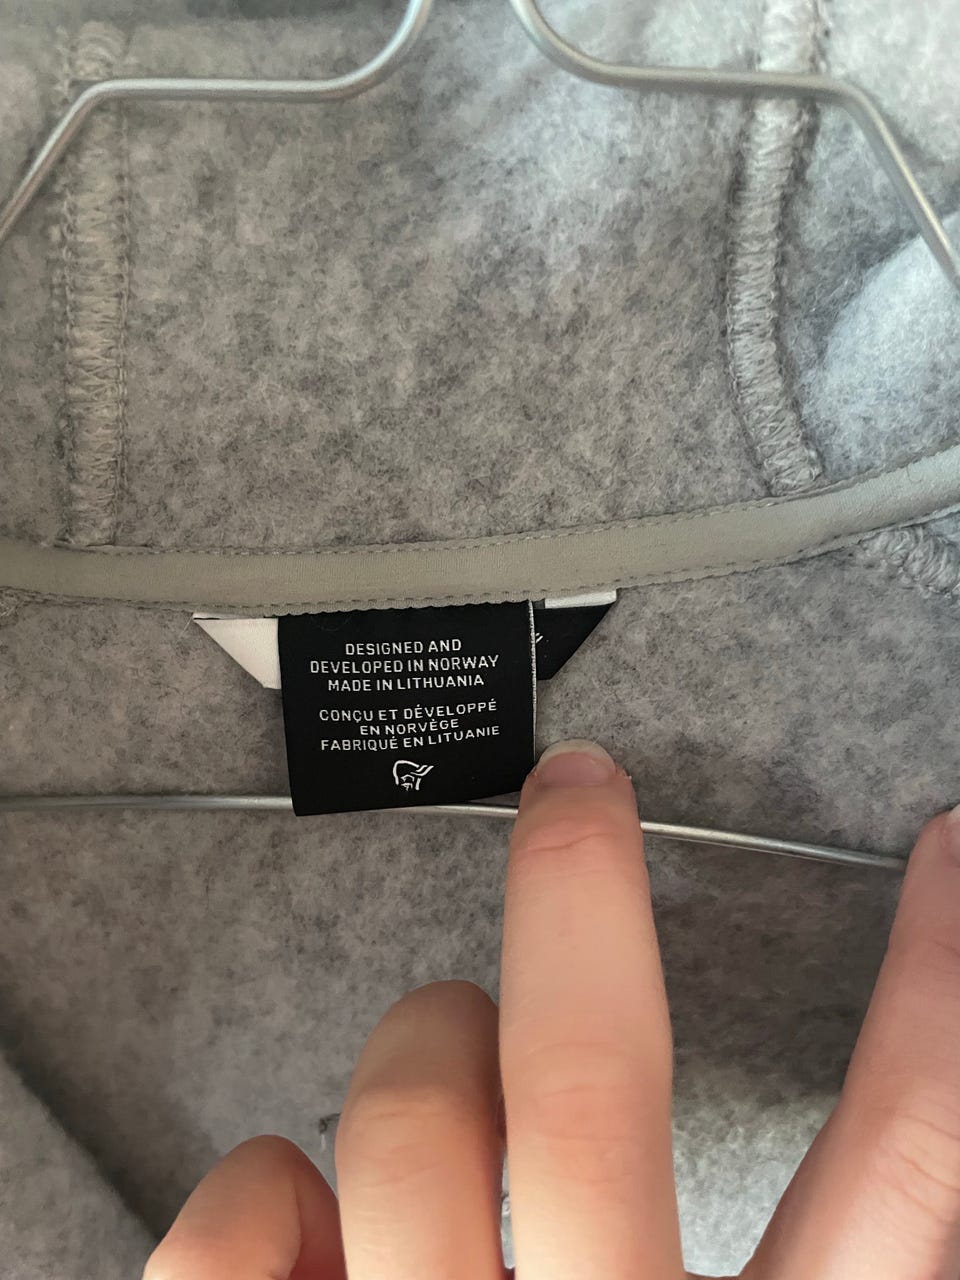 DESIGNED AND
DEVELOPED IN NORWAY
MADE IN LITHUANIA
CONÇU ET DÉVELOPPÉ
EN NORVÈGE
FABRIQUÉ EN LITUANIE